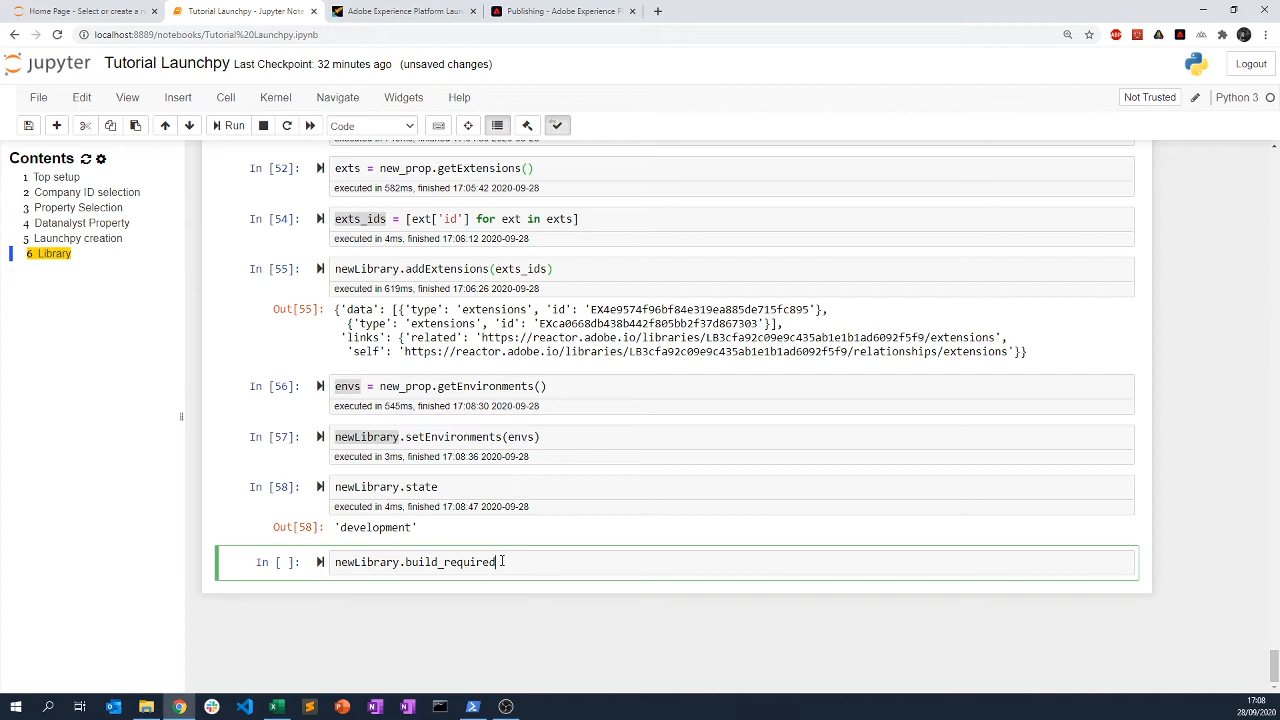 Home Page - Select or create a n
Tutorial Launchpy - Jupyter Note
Adobe Experience Platform Laun
Publishing - Adobe Experience P
localhost:8889/notebooks/Tutorial%20Launchpy.ipynb
ABP
jupyter Tutorial Launchpy Last Checkpoint: 32 minutes ago (unsaved changes)
Logout
File Edit View Insert Cell Kernel Navigate Widgets Help
Not Trusted
Python 3
Run
Code
Contents
1 Top setup
2 Company ID selection
3 Property Selection
4 Datanalyst Property
5 Launchpy creation
6 Library
In [52]: exts = new_prop.getExtensions()
executed in 582ms, finished 17:05:42 2020-09-28
In [54]: exts_ids = [ext['id'] for ext in exts]
executed in 4ms, finished 17:06:12 2020-09-28
In [55]: newLibrary.addExtensions(exts_ids)
executed in 619ms, finished 17:06:26 2020-09-28
Out[55]: {'data': [{'type': 'extensions', 'id': 'EX4e9574f96bf84e319ea885de715fc895'},
{'type': 'extensions', 'id': 'EXca0668db438b442f805bb2f37d867303'}],
'links': {'related': 'https://reactor.adobe.io/libraries/LB3cfa92c09e9c435ab1e1b1ad6092f5f9/extensions',
'self': 'https://reactor.adobe.io/libraries/LB3cfa92c09e9c435ab1e1b1ad6092f5f9/relationships/extensions'}}
In [56]: envs = new_prop.getEnvironments()
executed in 545ms, finished 17:08:30 2020-09-28
In [57]: newLibrary.setEnvironments(envs)
executed in 3ms, finished 17:08:36 2020-09-28
In [58]: newLibrary.state
executed in 4ms, finished 17:08:47 2020-09-28
Out[58]: 'development'
In [ ]: newLibrary.build_required
17:08
28/09/2020